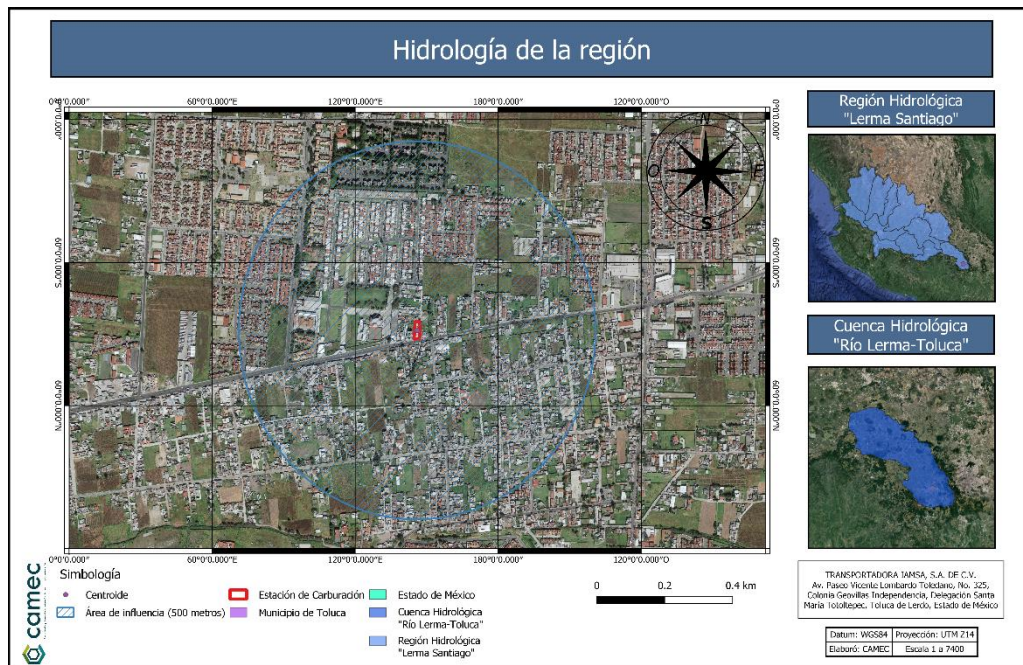 Hidrología de la región
0°0'0.000"
60°0'0.000"E
120°0'0.000"E
180°0'0.000"
120°0'0.000"O
0°0'0.000"
60°0'0.000"S
60°0'0.000"N
N
O
E
S
60°0'0.000"S
60°0'0.000"N
0°0'0.000"
60°0'0.000"E
120°0'0.000"E
180°0'0.000"
120°0'0.000"O
Región Hidrológica
"Lerma Santiago"
Cuenca Hidrológica
"Río Lerma-Toluca"
camec
Simbología
Centroide
Área de influencia (500 metros)
Estación de Carburación
Municipio de Toluca
Estado de México
Cuenca Hidrológica
"Río Lerma-Toluca"
Región Hidrológica
"Lerma Santiago"
0
0.2
0.4 km
TRANSPORTADORA IAMSA, S.A. DE C.V.
Av. Paseo Vicente Lombardo Toledano, No. 325,
Colonia Geovillas Independencia, Delegación Santa
María Totoltepec, Toluca de Lerdo, Estado de México
Datum: WGS84
Proyección: UTM Z14
Elaboró: CAMEC
Escala 1 a 7400